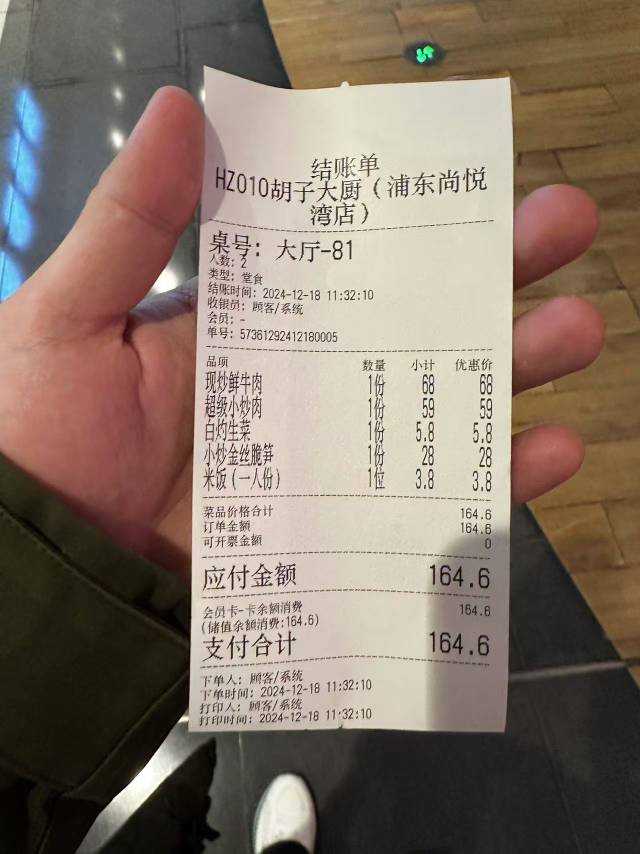 结账单
HZ010胡子大厨（浦东尚悦
湾店）
桌号：大厅-81
人数：2
类型：堂食
结账时间：2024-12-18 11:32:10
收银员：顾客/系统
会员：-
单号：57361292412180005
品项 数量 小计 优惠价
现炒鲜牛肉 1份 68 68
超级小炒肉 1份 59 59
白灼生菜 1份 5.8 5.8
小炒金丝脆笋 1份 28 28
米饭（一人份） 1位 3.8 3.8
菜品价格合计 164.6
订单金额 164.6
可开票金额 0
应付金额 164.6
会员卡-卡余额消费 164.6
(储值余额消费:164.6)
支付合计 164.6
下单人：顾客/系统
下单时间：2024-12-18 11:32:10
打印人：顾客/系统
打印时间：2024-12-18 11:32:10